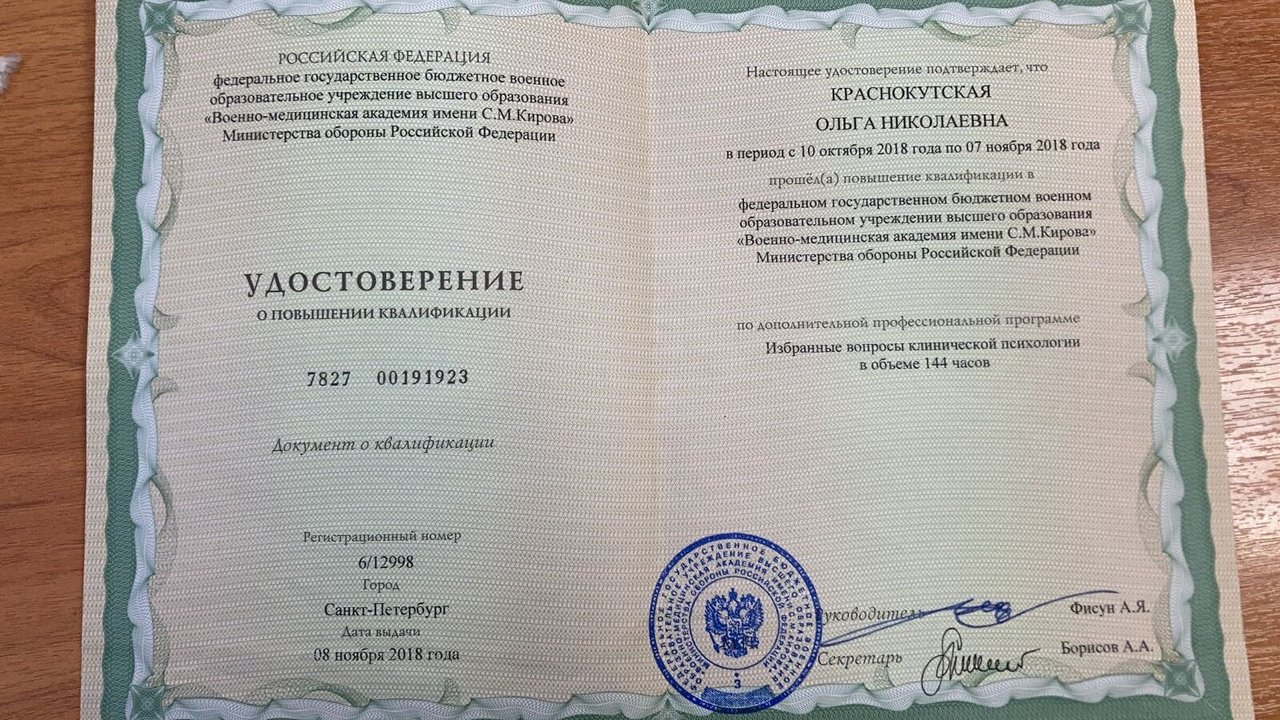 РОССИЙСКАЯ ФЕДЕРАЦИЯ
федеральное государственное бюджетное военное
образовательное учреждение высшего образования
«Военно-медицинская академия имени С.М.Кирова»
Министерства обороны Российской Федерации
УДОСТОВЕРЕНИЕ
О ПОВЫШЕНИИ КВАЛИФИКАЦИИ
7827 00191923
Документ о квалификации
Регистрационный номер
6/12998
Город
Санкт-Петербург
Дата выдачи
08 ноября 2018 года
Настоящее удостоверение подтверждает, что
КРАСНОКУТСКАЯ
ОЛЬГА НИКОЛАЕВНА
в период с 10 октября 2018 года по 07 ноября 2018 года
прошёл(а) повышение квалификации в
федеральном государственном бюджетном военном
образовательном учреждении высшего образования
«Военно-медицинская академия имени С.М.Кирова»
Министерства обороны Российской Федерации
по дополнительной профессиональной программе
Избранные вопросы клинической психологии
в объеме 144 часов
Руководитель Фисун А.Я.
Секретарь Борисов А.А.